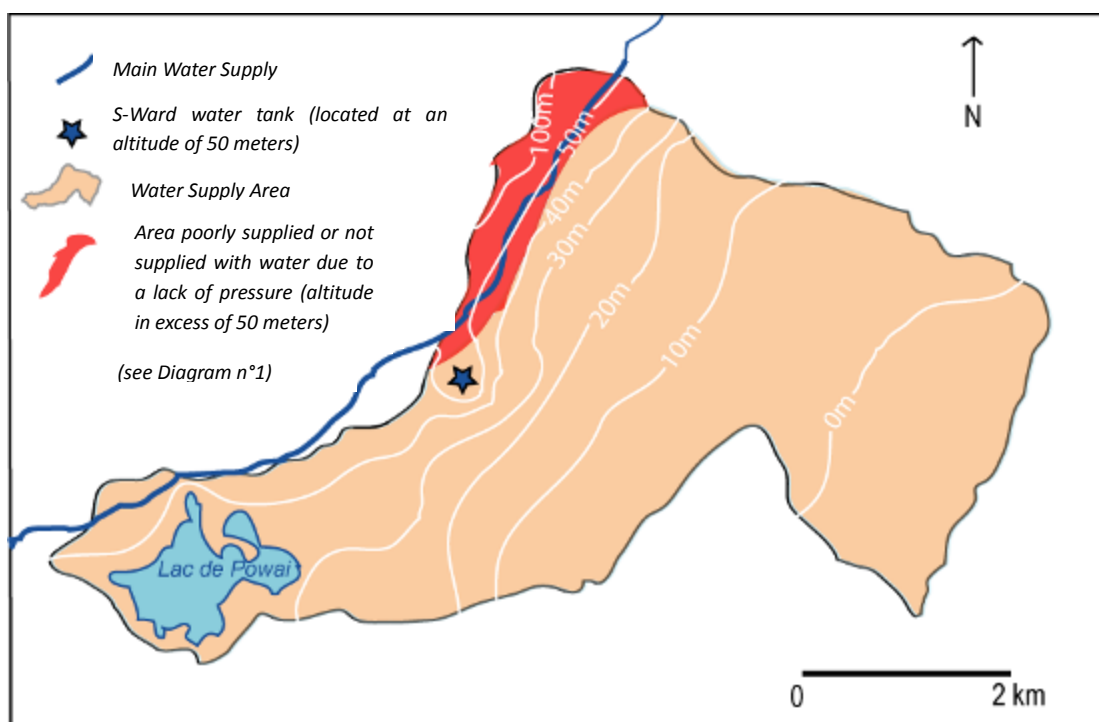 Main Water Supply
S-Ward water tank (located at an
altitude of 50 meters)
Water Supply Area
Area poorly supplied or not
supplied with water due to
a lack of pressure (altitude
in excess of 50 meters)
(see Diagram n°1)
N
100m
50m
40m
30m
20m
10m
0m
Lac de Powai
0
2 km